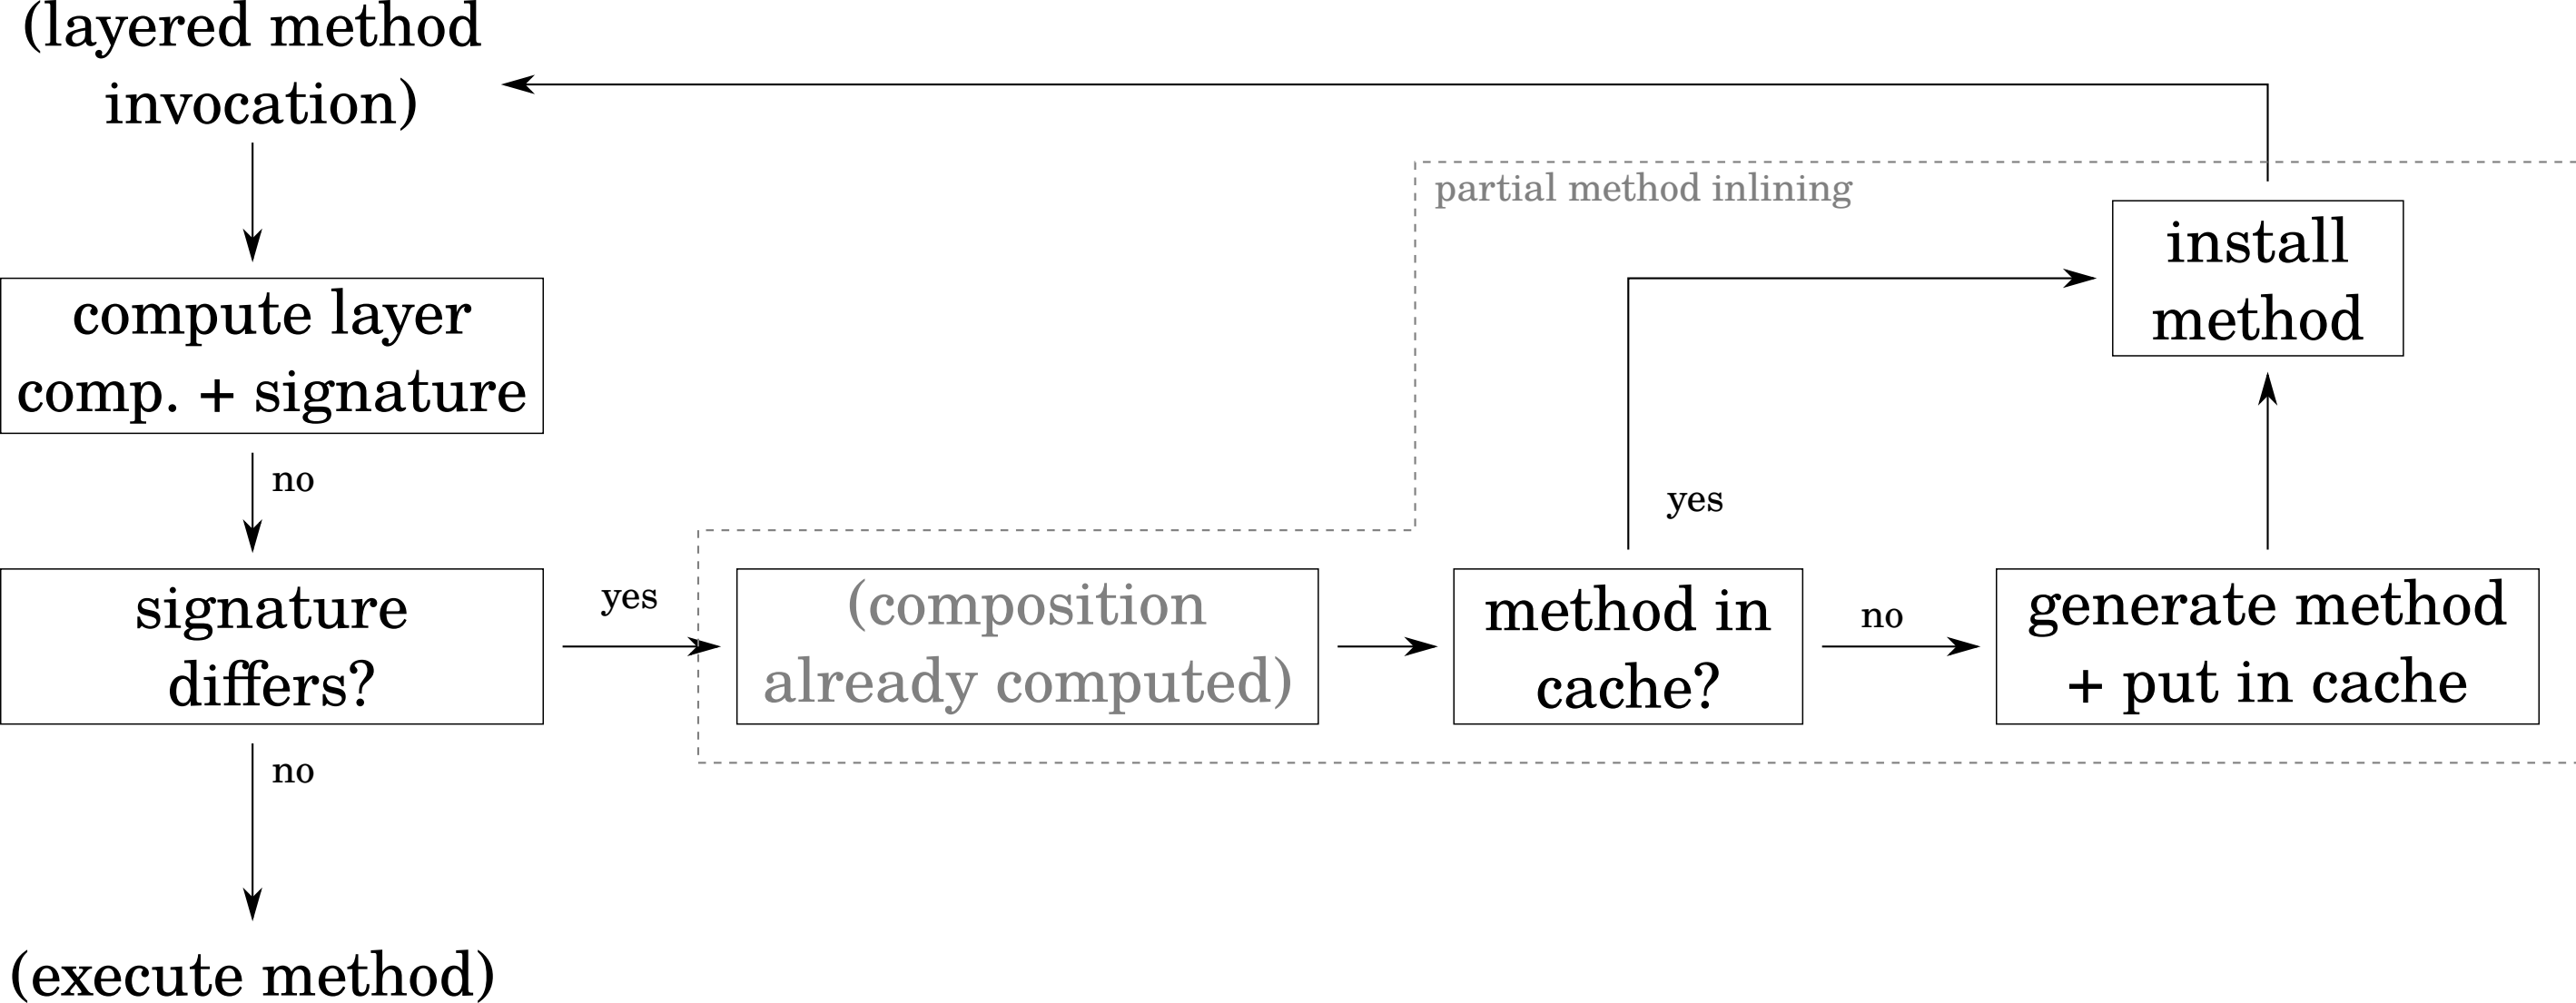 (layered method
invocation)
partial method inlining
install
method
compute layer
comp. + signature
no
yes
signature
differs?
yes
(composition
already computed)
method in
cache?
no
generate method
+ put in cache
no
(execute method)